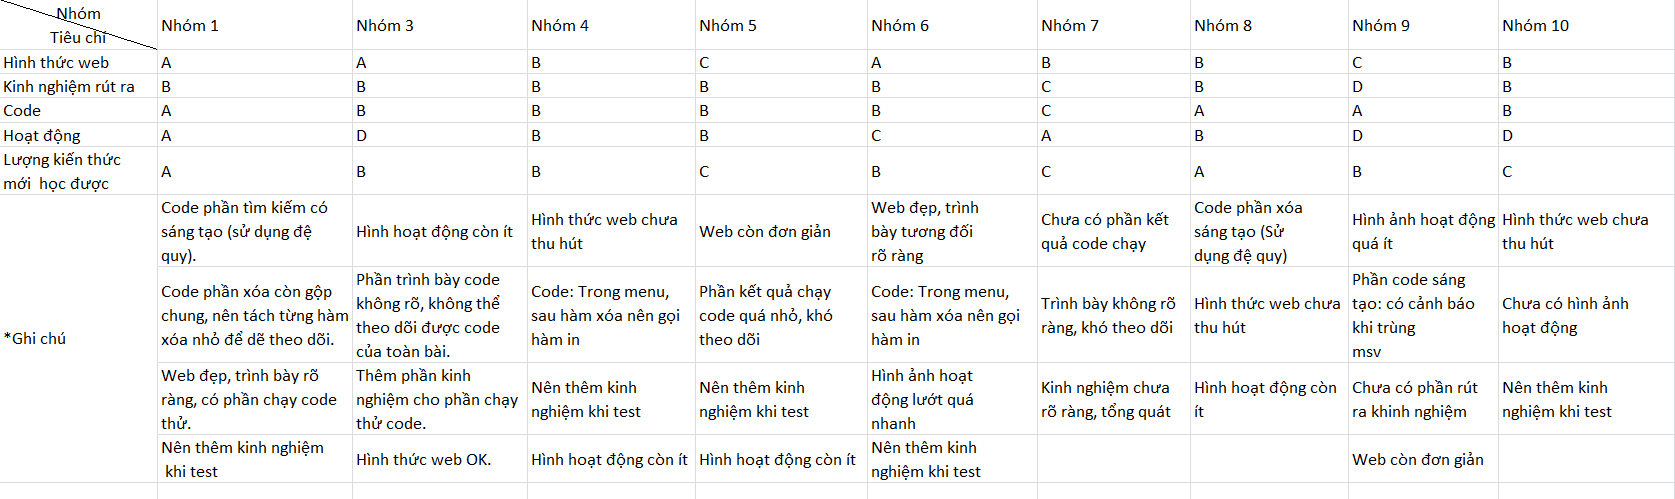 Nhóm
Tiêu chí
Nhóm 1
Nhóm 3
Nhóm 4
Nhóm 5
Nhóm 6
Nhóm 7
Nhóm 8
Nhóm 9
Nhóm 10
Hình thức web
A
A
B
C
A
B
B
C
B
Kinh nghiệm rút ra
B
B
B
B
B
C
B
D
B
Code
A
B
B
B
B
C
A
A
B
Hoạt động
A
D
B
B
C
A
B
D
D
Lượng kiến thức
mới  học được
A
B
B
C
B
C
A
B
C
*Ghi chú
Code phần tìm kiếm có
sáng tạo (sử dụng đệ
quy).
Hình hoạt động còn ít
Hình thức web chưa
thu hút
Web còn đơn giản
Web đẹp, trình
bày tương đối
rõ ràng
Chưa có phần kết
quả code chạy
Code phần xóa
sáng tạo (Sử
dụng đệ quy)
Hình ảnh hoạt động
quá ít
Hình thức web chưa
thu hút
Code phần xóa còn gộp
chung, nên tách từng hàm
xóa nhỏ để dẽ theo dõi.
Phần trình bày code
không rõ, không thể
theo dõi được code
của toàn bài.
Code: Trong menu,
sau hàm xóa nên gọi
hàm in
Phần kết quả chạy
code quá nhỏ, khó
theo dõi
Code: Trong menu,
sau hàm xóa nên gọi
hàm in
Trình bày không rõ
ràng, khó theo dõi
Hình thức web chưa
thu hút
Phần code sáng
tạo: có cảnh báo
khi trùng
msv
Chưa có hình ảnh
hoạt động
Web đẹp, trình bày rõ
ràng, có phần chạy code
thử.
Thêm phần kinh
nghiệm cho phần chạy
thử code.
Nên thêm kinh
nghiệm khi test
Nên thêm kinh
nghiệm khi test
Hình ảnh hoạt
động lướt quá
nhanh
Kinh nghiệm chưa
rõ ràng, tổng quát
Hình hoạt động còn
ít
Chưa có phần rút
ra khinh nghiệm
Nên thêm kinh
nghiệm khi test
Nên thêm kinh nghiệm
khi test
Hình thức web OK.
Hình hoạt động còn ít
Hình hoạt động còn ít
Nên thêm kinh
nghiệm khi test
Web còn đơn giản